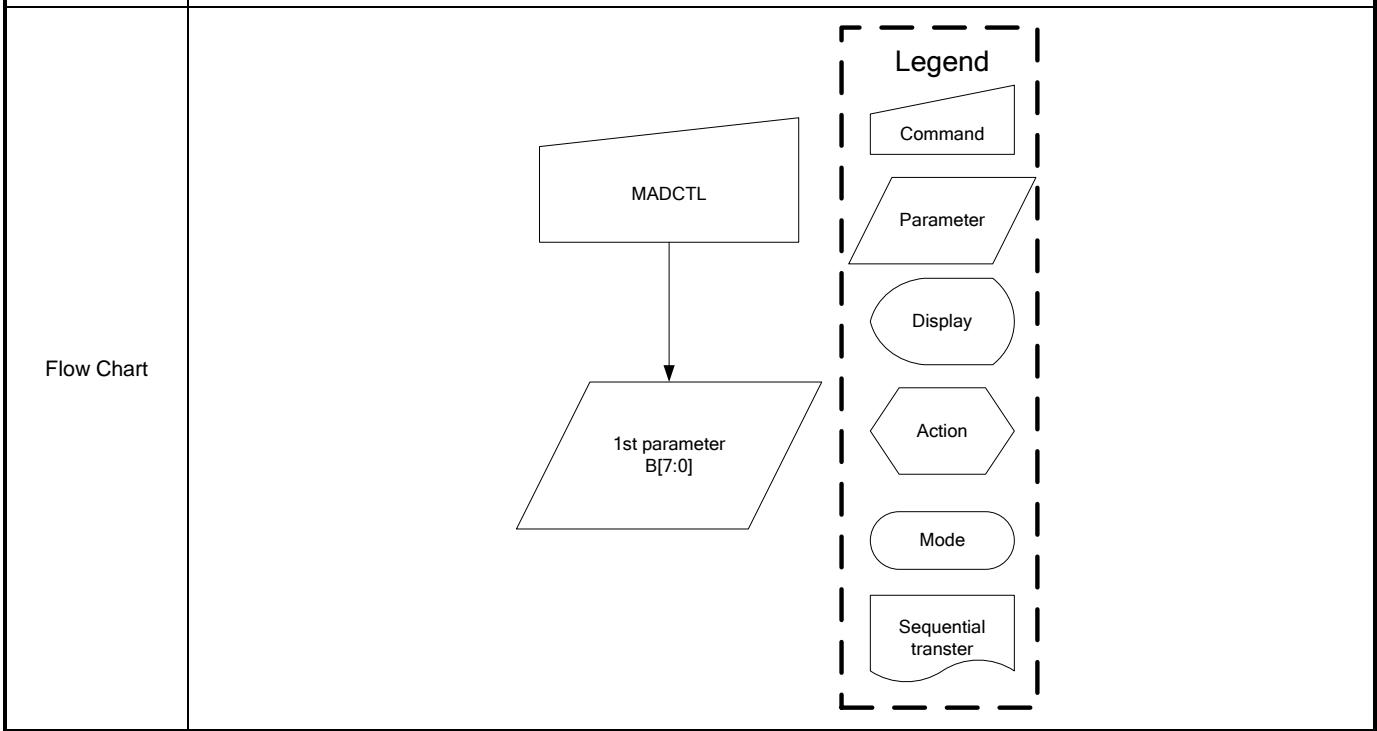 Flow Chart
MADCTL
1st parameter
B[7:0]
Legend
Command
Parameter
Display
Action
Mode
Sequential
transter